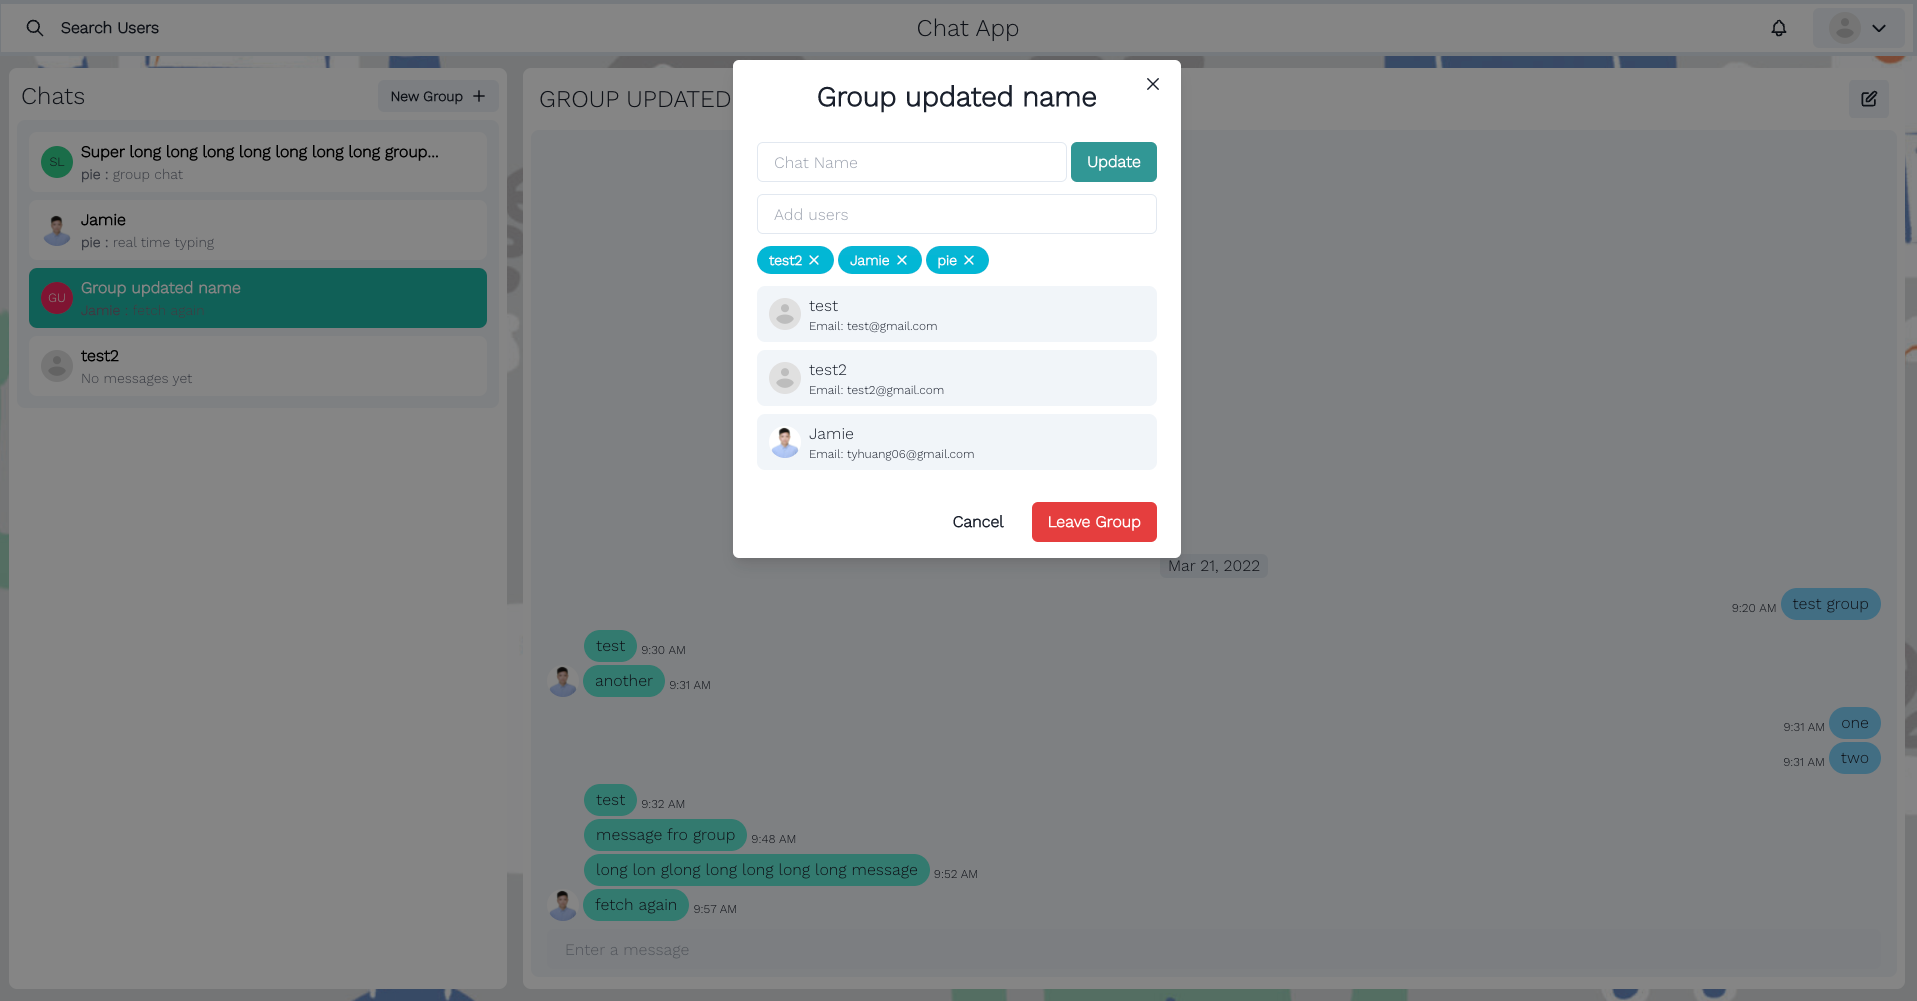 Search Users
Chat App
Chats
New Group
SL
Super long long long long long long long group...
pie : group chat
Jamie
pie : real time typing
GU
Group updated name
Jamie : fetch again
test2
No messages yet
GROUP UPDATED
Group updated name
Chat Name
Update
Add users
test2
Jamie
pie
test
Email: test@gmail.com
test2
Email: test2@gmail.com
Jamie
Email: tyhuang06@gmail.com
Cancel
Leave Group
Mar 21, 2022
9:20 AM test group
test 9:30 AM
another 9:31 AM
9:31 AM one
9:31 AM two
test 9:32 AM
message fro group 9:48 AM
long lon glong long long long long message 9:52 AM
fetch again 9:57 AM
Enter a message